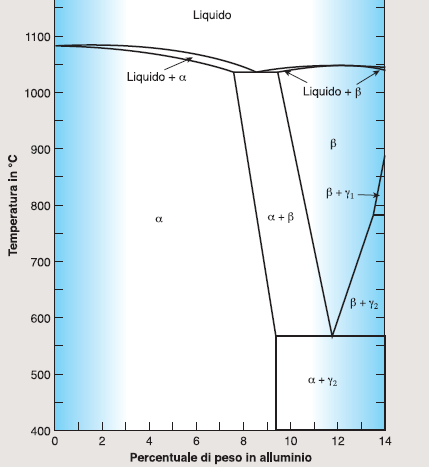 Liquido
1100
Liquido + α
1000
Liquido + β
900
β
β + γ1
800
α
α + β
Temperatura in °C
700
β + γ2
600
500
α + γ2
400
0 2 4 6 8 10 12 14
Percentuale di peso in alluminio